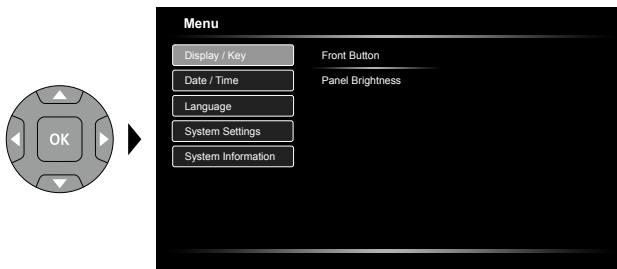 Menu
Display / Key
Front Button
Date / Time
Panel Brightness
Language
System Settings
OK
System Information